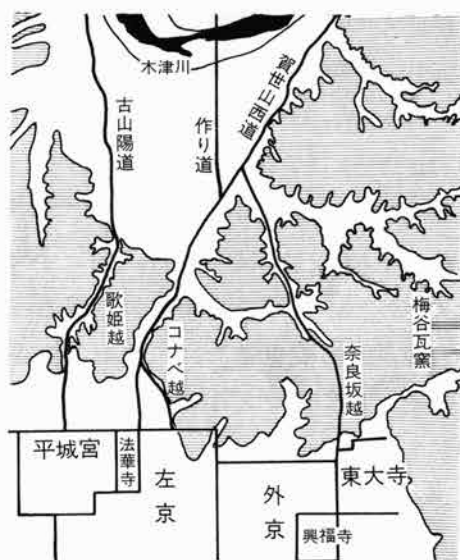 木津川
賀世山西道
古山陽道
作り道
歌姫越
コナベ越
奈良坂越
梅谷瓦窯
平城宮
法華寺
左京
外京
東大寺
興福寺